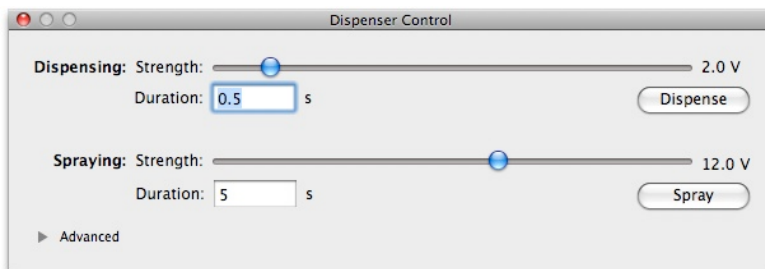 Dispenser Control
Dispensing: Strength: 2.0 V
Duration: 0.5 s Dispense
Spraying: Strength: 12.0 V
Duration: 5 s Spray
Advanced